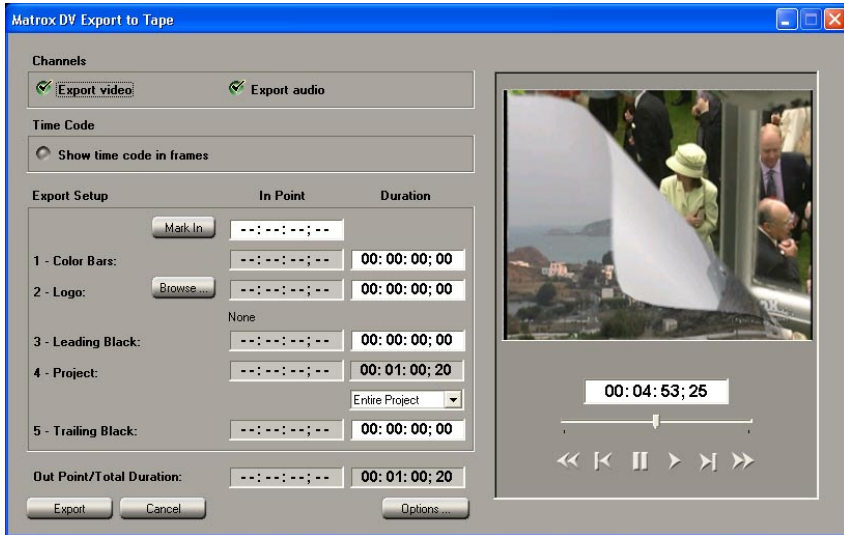 Matrox DV Export to Tape
Channels
Export video Export audio
Time Code
Show time code in frames
Export Setup In Point Duration
Mark In --:--:--;--
1 - Color Bars: --:--:--;-- 00:00:00;00
2 - Logo: Browse ... --:--:--;-- 00:00:00;00
None
3 - Leading Black: --:--:--;-- 00:00:00;00
4 - Project: --:--:--;-- 00:01:00;20
Entire Project
5 - Trailing Black: --:--:--;-- 00:00:00;00
Out Point/Total Duration: --:--:--;-- 00:01:00;20
Export Cancel Options ...
00:04:53;25